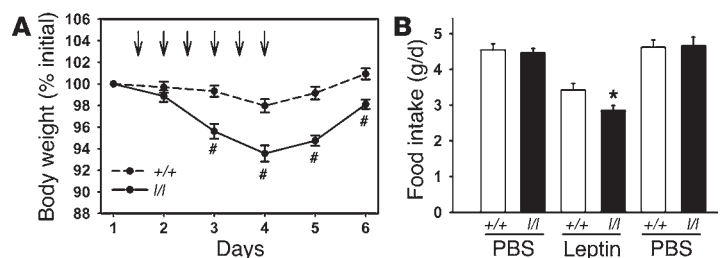 A
Body weight (% initial)
106
104
102
100
98
96
94
92
90
88
# # # #
+/+
l/l
1 2 3 4 5 6
Days
B
Food intake (g/d)
5
4
3
2
1
0
*
+/+ l/l +/+ l/l +/+ l/l
PBS Leptin PBS